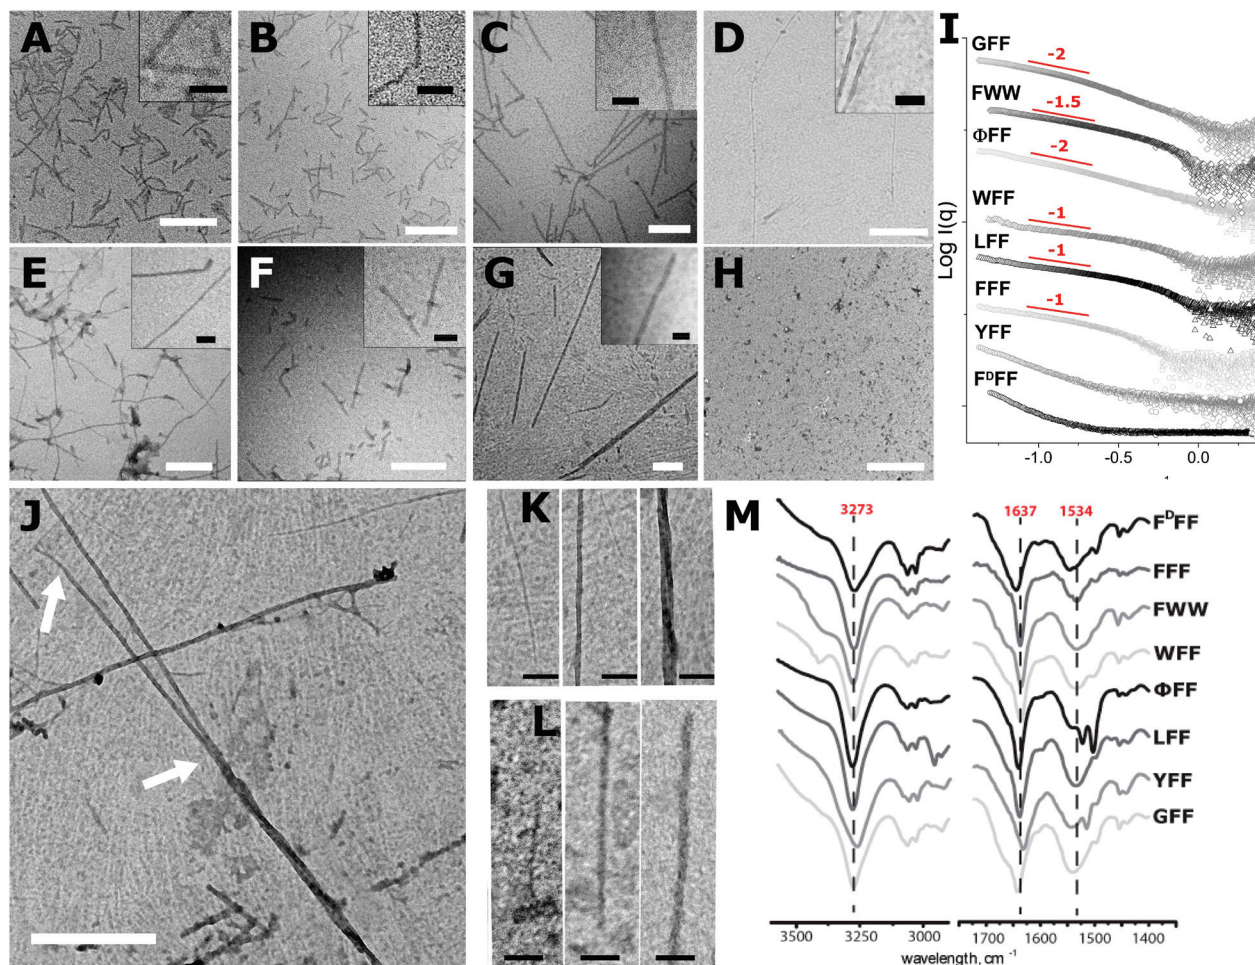 A
B
C
D
E
F
G
H
I
GFF
-2
FWW
-1.5
ΦFF
-2
WFF
-1
LFF
-1
FFF
-1
YFF
FᴰFF
Log I(q)
-1.0 -0.5 0.0
-1
J
K
L
M
3273 1637 1534
FᴰFF
FFF
FWW
WFF
ΦFF
LFF
YFF
GFF
3500 3250 3000 1700 1600 1500 1400
wavelength, cm ⁻¹